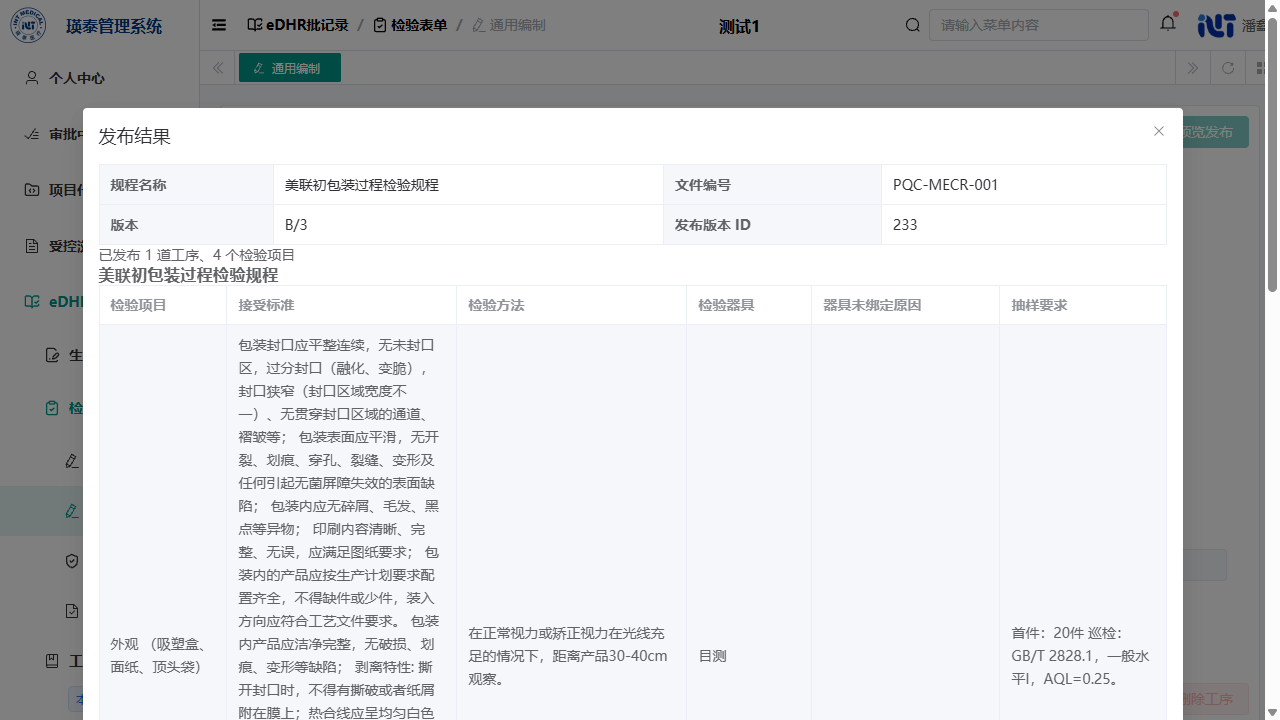 瑛泰管理系统
eDHR批记录 / 检验表单 / 通用编制
测试1
请输入菜单内容
潘鑫
个人中心
通用编制
审批中
预览发布
项目
受控
eDHR
生
检
工
本
删除工序
发布结果
规程名称 美联初包装过程检验规程 文件编号 PQC-MECR-001
版本 B/3 发布版本 ID 233
已发布 1 道工序、4 个检验项目
美联初包装过程检验规程
检验项目 接受标准 检验方法 检验器具 器具未绑定原因 抽样要求
外观 （吸塑盒、
面纸、顶头袋）
包装封口应平整连续，无未封口
区，过分封口（融化、变脆），
封口狭窄（封口区域宽度不
一）、无贯穿封口区域的通道、
褶皱等； 包装表面应平滑，无开
裂、划痕、穿孔、裂缝、变形及
任何引起无菌屏障失效的表面缺
陷； 包装内应无碎屑、毛发、黑
点等异物； 印刷内容清晰、完
整、无误，应满足图纸要求； 包
装内的产品应按生产计划要求配
置齐全，不得缺件或少件，装入
方向应符合工艺文件要求。 包装
内产品应洁净完整，无破损、划
痕、变形等缺陷； 剥离特性: 撕
开封口时，不得有撕破或者纸屑
附在膜上；热合线应呈均匀白色
在正常视力或矫正视力在光线充
足的情况下，距离产品30-40cm
观察。
目测
首件：20件 巡检：
GB/T 2828.1，一般水
平Ⅰ，AQL=0.25。